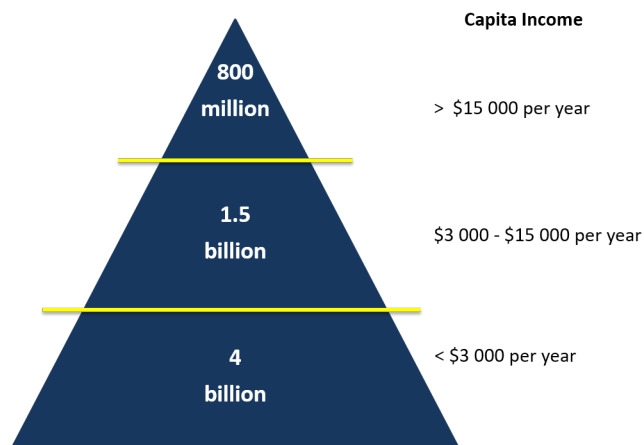 Capita Income
800
million
> $15 000 per year
1.5
billion
$3 000 - $15 000 per year
4
billion
< $3 000 per year